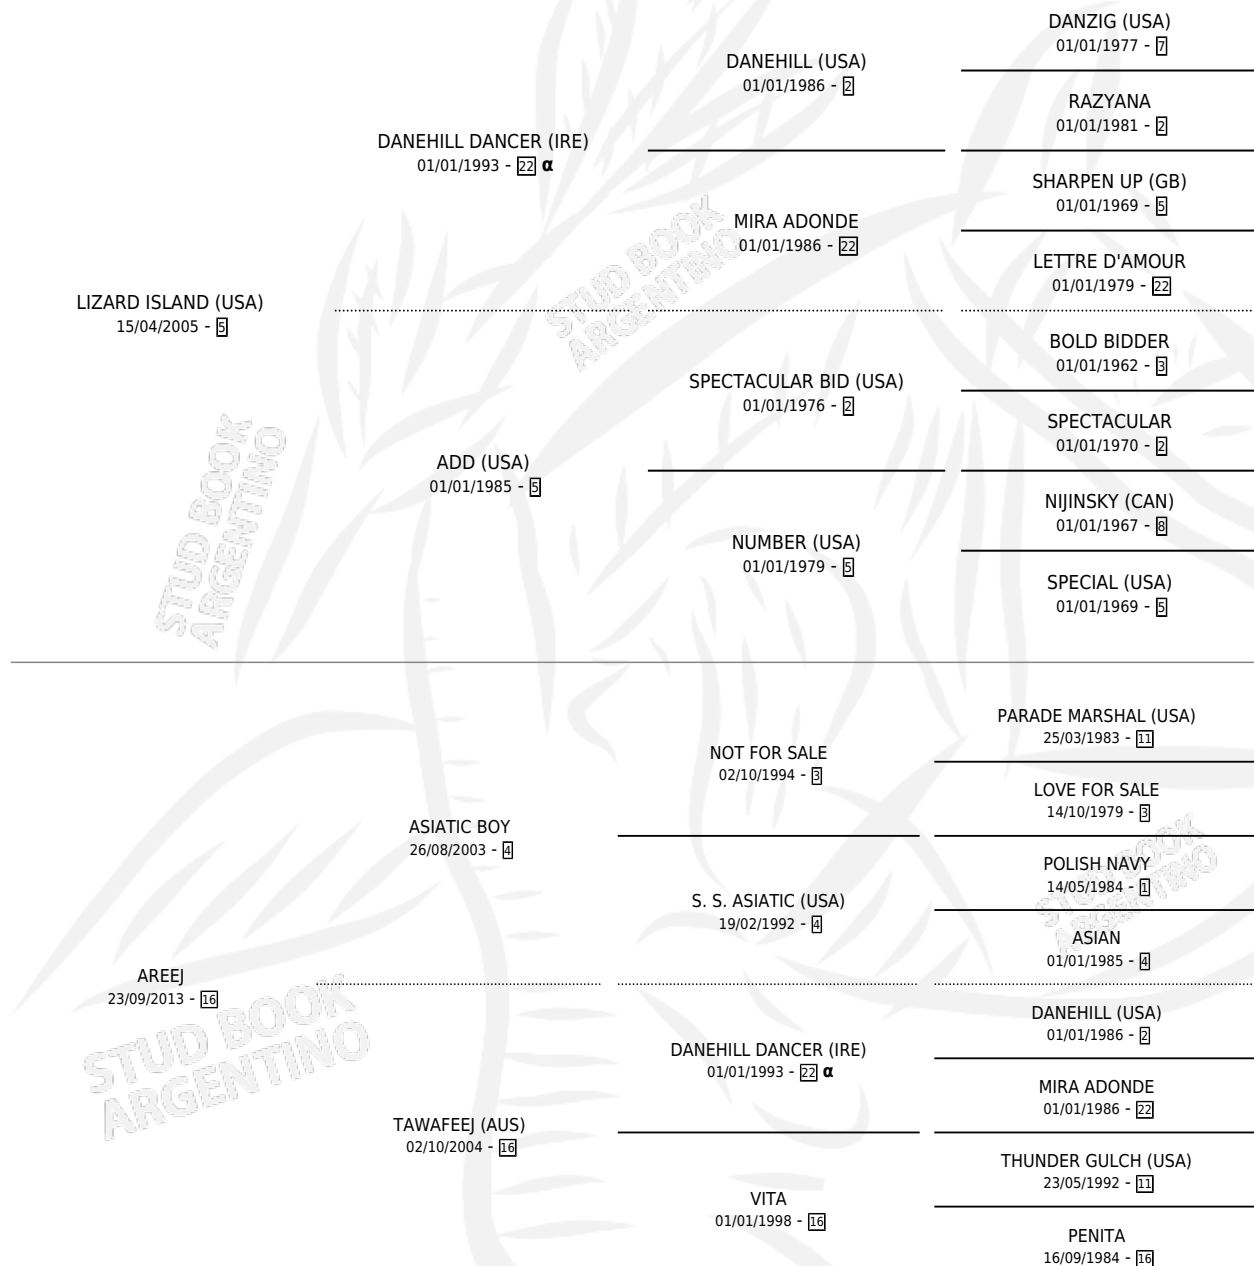 DANZIG (USA)
01/01/1977 - 7
DANEHILL (USA)
01/01/1986 - 2
RAZYANA
01/01/1981 - 2
DANEHILL DANCER (IRE)
01/01/1993 - 22 α
SHARPEN UP (GB)
01/01/1969 - 5
MIRA ADONDE
01/01/1986 - 22
LETTRE D'AMOUR
01/01/1979 - 22
LIZARD ISLAND (USA)
15/04/2005 - 5
STUD BOOK
ARGENTINO
BOLD BIDDER
01/01/1962 - 3
SPECTACULAR BID (USA)
01/01/1976 - 2
SPECTACULAR
01/01/1970 - 2
ADD (USA)
01/01/1985 - 5
NIJINSKY (CAN)
01/01/1967 - 8
NUMBER (USA)
01/01/1979 - 5
SPECIAL (USA)
01/01/1969 - 5
STUD BOOK
ARGENTINO
PARADE MARSHAL (USA)
25/03/1983 - 11
NOT FOR SALE
02/10/1994 - 3
LOVE FOR SALE
14/10/1979 - 3
ASIATIC BOY
26/08/2003 - 4
POLISH NAVY
14/05/1984 - 1
S. S. ASIATIC (USA)
19/02/1992 - 4
STUD BOOK
ARGENTINO
ASIAN
01/01/1985 - 4
AREEJ
23/09/2013 - 16
DANEHILL (USA)
01/01/1986 - 2
DANEHILL DANCER (IRE)
01/01/1993 - 22 α
STUD BOOK
ARGENTINO
MIRA ADONDE
01/01/1986 - 22
TAWAFEEJ (AUS)
02/10/2004 - 16
THUNDER GULCH (USA)
23/05/1992 - 11
VITA
01/01/1998 - 16
PENITA
16/09/1984 - 16